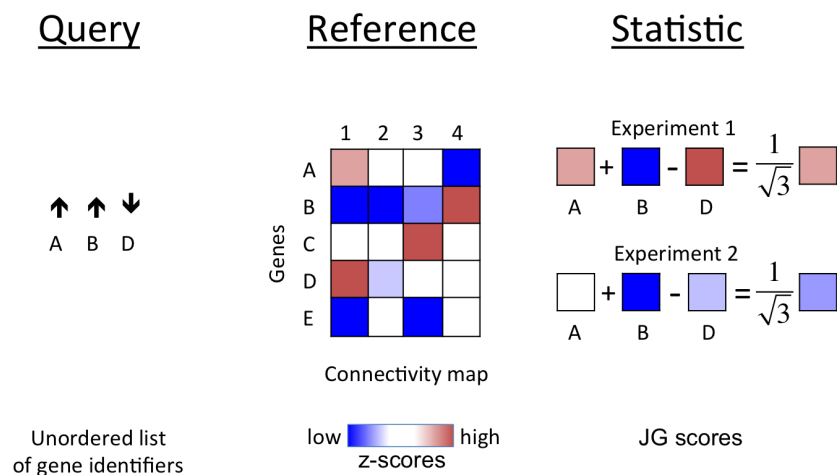 Query
Reference
Statistic
1 2 3 4
A
B
C
D
E
Genes
A B D
Experiment 1
+ - = 1/√3
A B D
Experiment 2
+ - = 1/√3
A B D
Connectivity map
Unordered list
of gene identifiers
low high
z-scores
JG scores